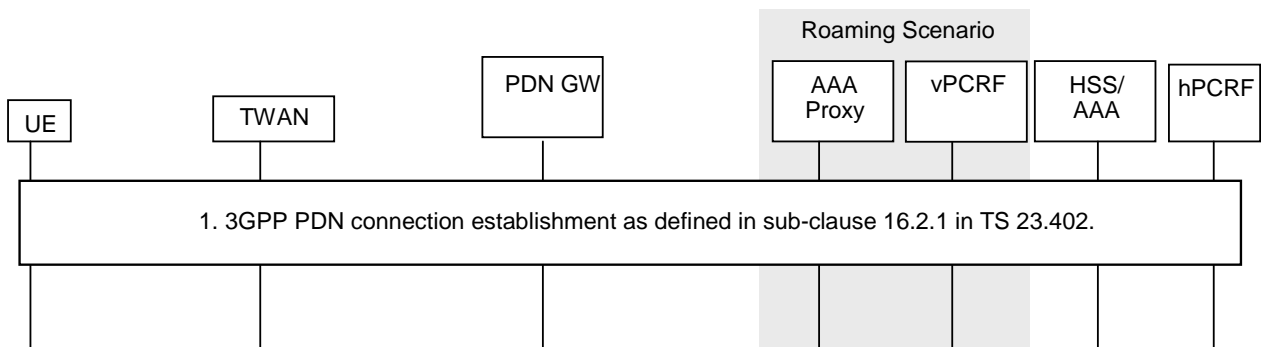 Roaming Scenario
UE
TWAN
PDN GW
AAA
Proxy
vPCRF
HSS/
AAA
hPCRF
1. 3GPP PDN connection establishment as defined in sub-clause 16.2.1 in TS 23.402.